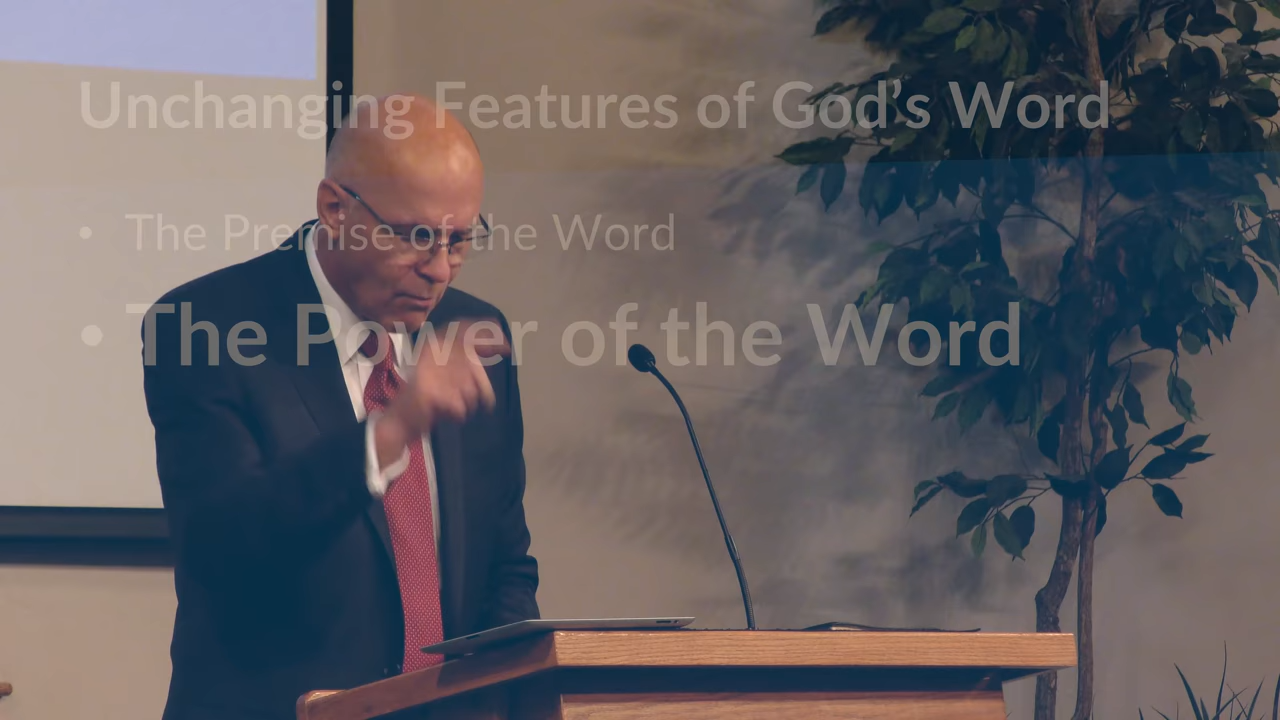 Unchanging Features of God’s Word
• The Premise of the Word
• The Power of the Word